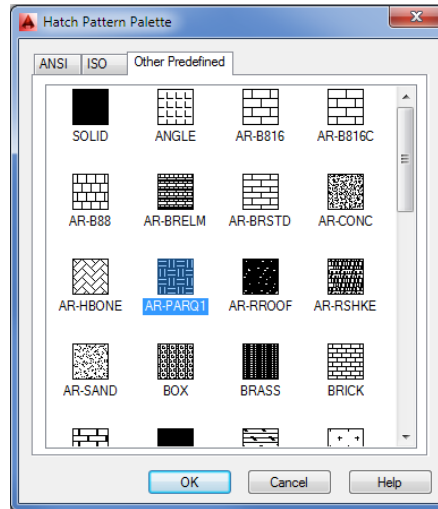 Hatch Pattern Palette
ANSI ISO Other Predefined
SOLID ANGLE AR-B816 AR-B816C
AR-B88 AR-BRELM AR-BRSTD AR-CONC
AR-HBONE AR-PARQ1 AR-RROOF AR-RSHKE
AR-SAND BOX BRASS BRICK
OK Cancel Help